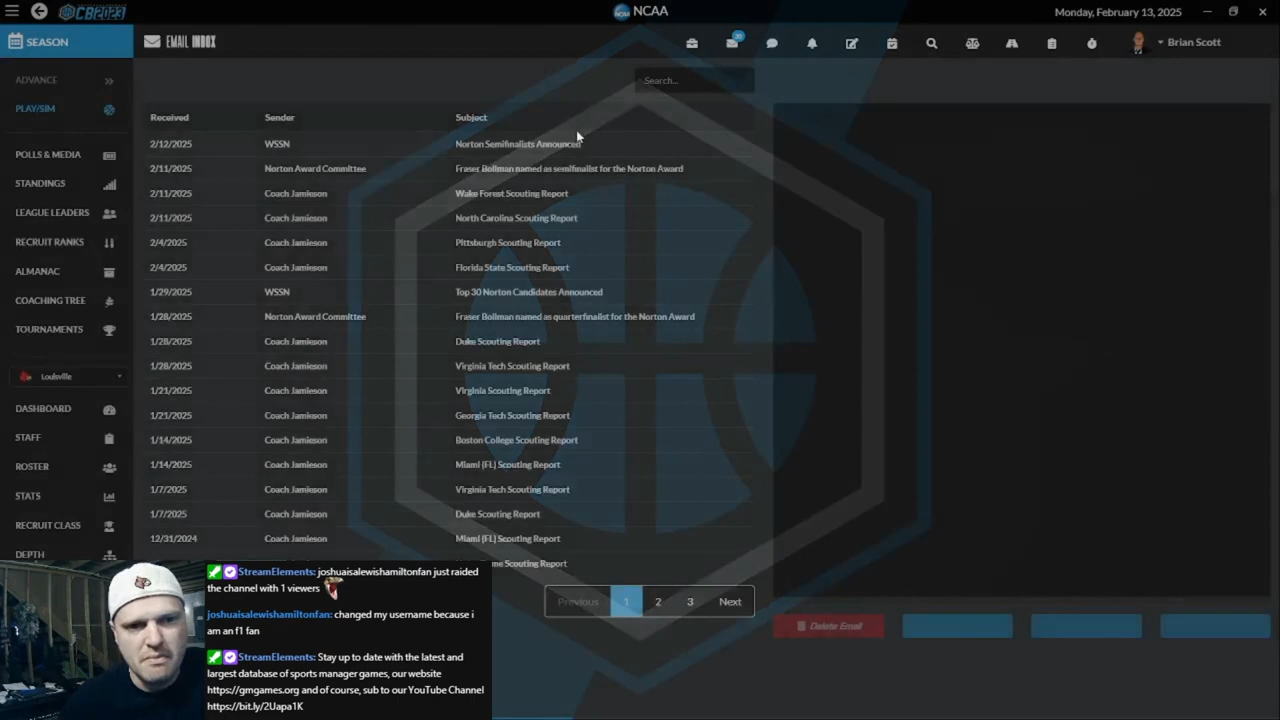 CB2023
NCAA
NCAA
Monday, February 13, 2025
SEASON
EMAIL INBOX
Brian Scott
ADVANCE
PLAY/SIM
POLLS & MEDIA
STANDINGS
LEAGUE LEADERS
RECRUIT RANKS
ALMANAC
COACHING TREE
TOURNAMENTS
Louisville
DASHBOARD
STAFF
ROSTER
STATS
RECRUIT CLASS
DEPTH
Search...
Received Sender Subject
2/12/2025 WSSN Norton Semifinalists Announced
2/11/2025 Norton Award Committee Fraser Bollman named as semifinalist for the Norton Award
2/11/2025 Coach Jamieson Wake Forest Scouting Report
2/11/2025 Coach Jamieson North Carolina Scouting Report
2/4/2025 Coach Jamieson Pittsburgh Scouting Report
2/4/2025 Coach Jamieson Florida State Scouting Report
1/29/2025 WSSN Top 30 Norton Candidates Announced
1/28/2025 Norton Award Committee Fraser Bollman named as quarterfinalist for the Norton Award
1/28/2025 Coach Jamieson Duke Scouting Report
1/28/2025 Coach Jamieson Virginia Tech Scouting Report
1/21/2025 Coach Jamieson Virginia Scouting Report
1/21/2025 Coach Jamieson Georgia Tech Scouting Report
1/14/2025 Coach Jamieson Boston College Scouting Report
1/14/2025 Coach Jamieson Miami (FL) Scouting Report
1/7/2025 Coach Jamieson Virginia Tech Scouting Report
1/7/2025 Coach Jamieson Duke Scouting Report
12/31/2024 Coach Jamieson Miami (FL) Scouting Report
me Scouting Report
Previous 1 2 3 Next
Delete Email
StreamElements: joshuaisalewishamiltonfan just raided
the channel with 1 viewers
joshuaisalewishamiltonfan: changed my username because i
am an f1 fan
StreamElements: Stay up to date with the latest and
largest database of sports manager games, our website
https://gmgames.org and of course, sub to our YouTube Channel
https://bit.ly/2Uapa1K